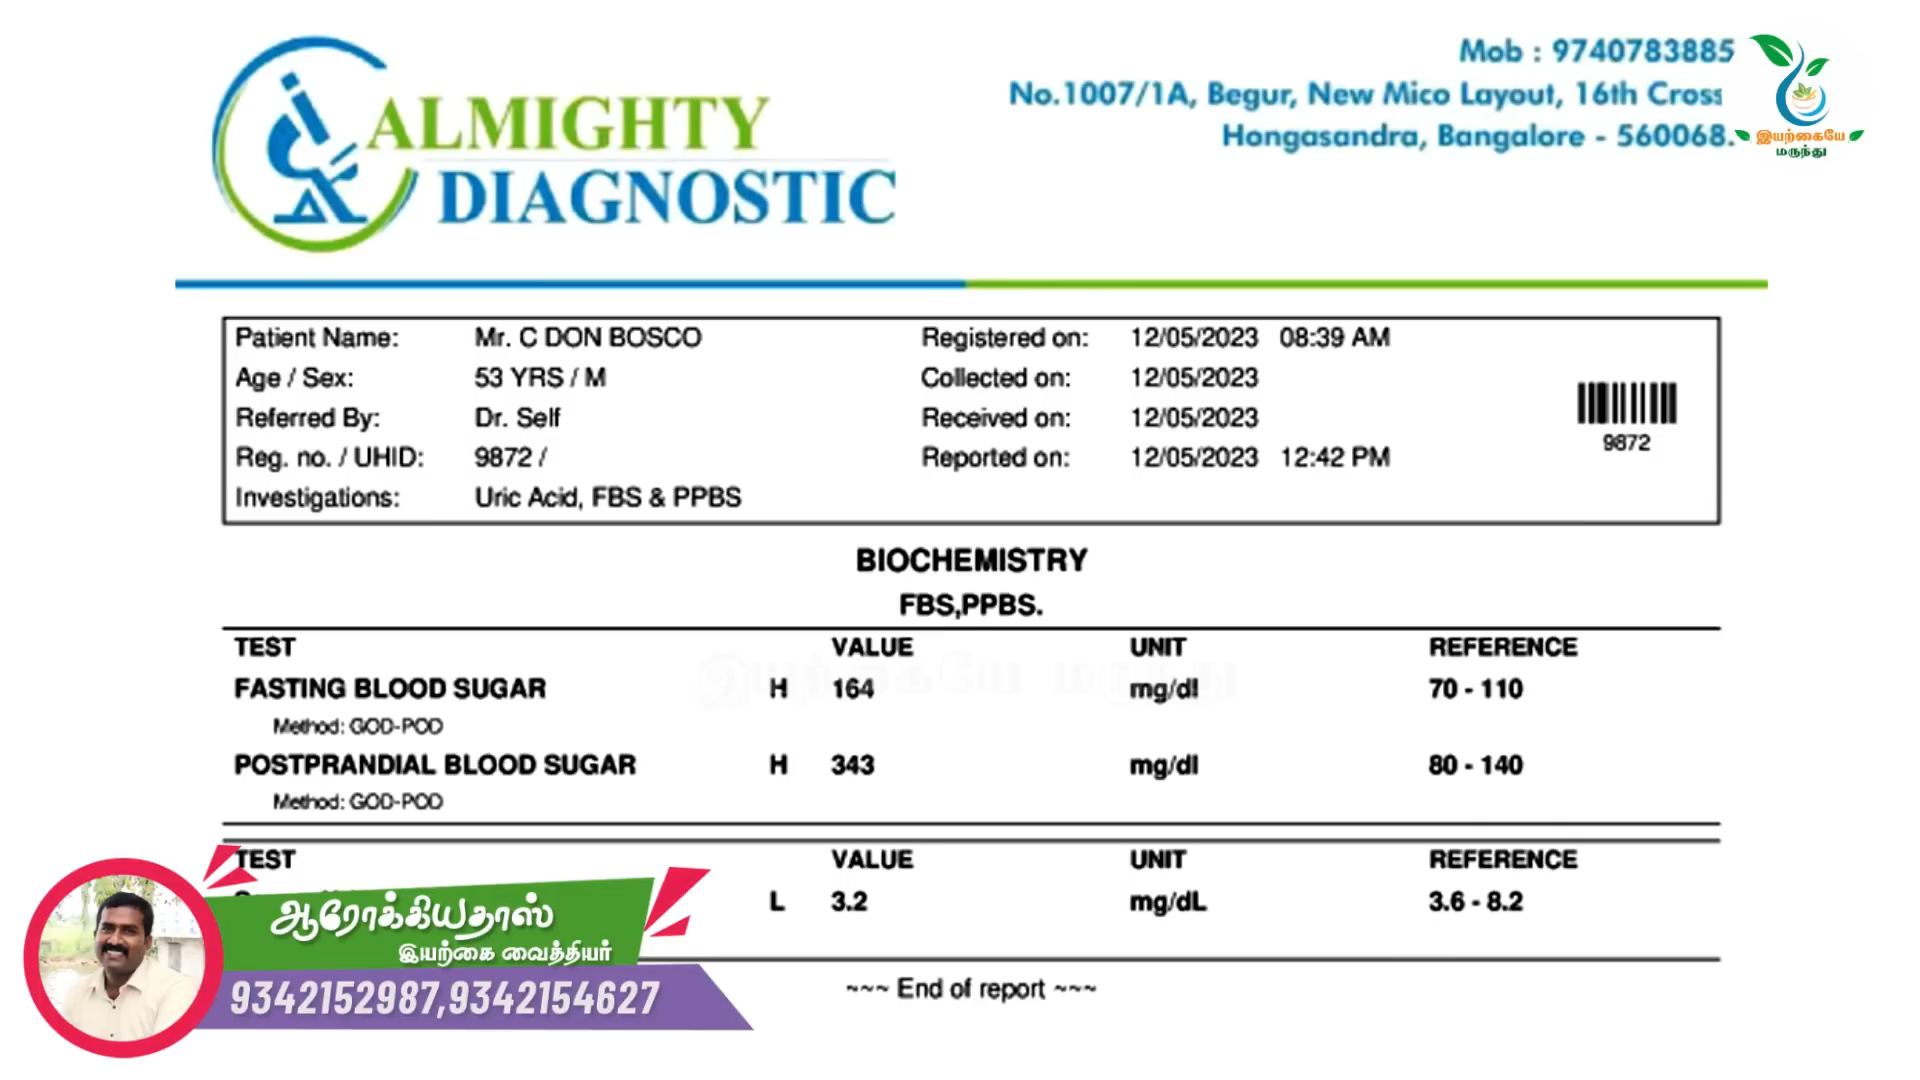 ALMIGHTY
DIAGNOSTIC
Mob : 9740783885
No.1007/1A, Begur, New Mico Layout, 16th Cross
Hongasandra, Bangalore - 560068.
இயற்கையே
மருந்து
Patient Name: Mr. C DON BOSCO Registered on: 12/05/2023 08:39 AM
Age / Sex: 53 YRS / M Collected on: 12/05/2023
Referred By: Dr. Self Received on: 12/05/2023
Reg. no. / UHID: 9872 / Reported on: 12/05/2023 12:42 PM
Investigations: Uric Acid, FBS & PPBS
9872
BIOCHEMISTRY
FBS,PPBS.
TEST VALUE UNIT REFERENCE
இயற்கையே மருந்து
FASTING BLOOD SUGAR H 164 mg/dl 70 - 110
Method: GOD-POD
POSTPRANDIAL BLOOD SUGAR H 343 mg/dl 80 - 140
Method: GOD-POD
TEST VALUE UNIT REFERENCE
L 3.2 mg/dL 3.6 - 8.2
ஆரோக்கியதாஸ்
இயற்கை வைத்தியர்
9342152987,9342154627
~~~ End of report ~~~